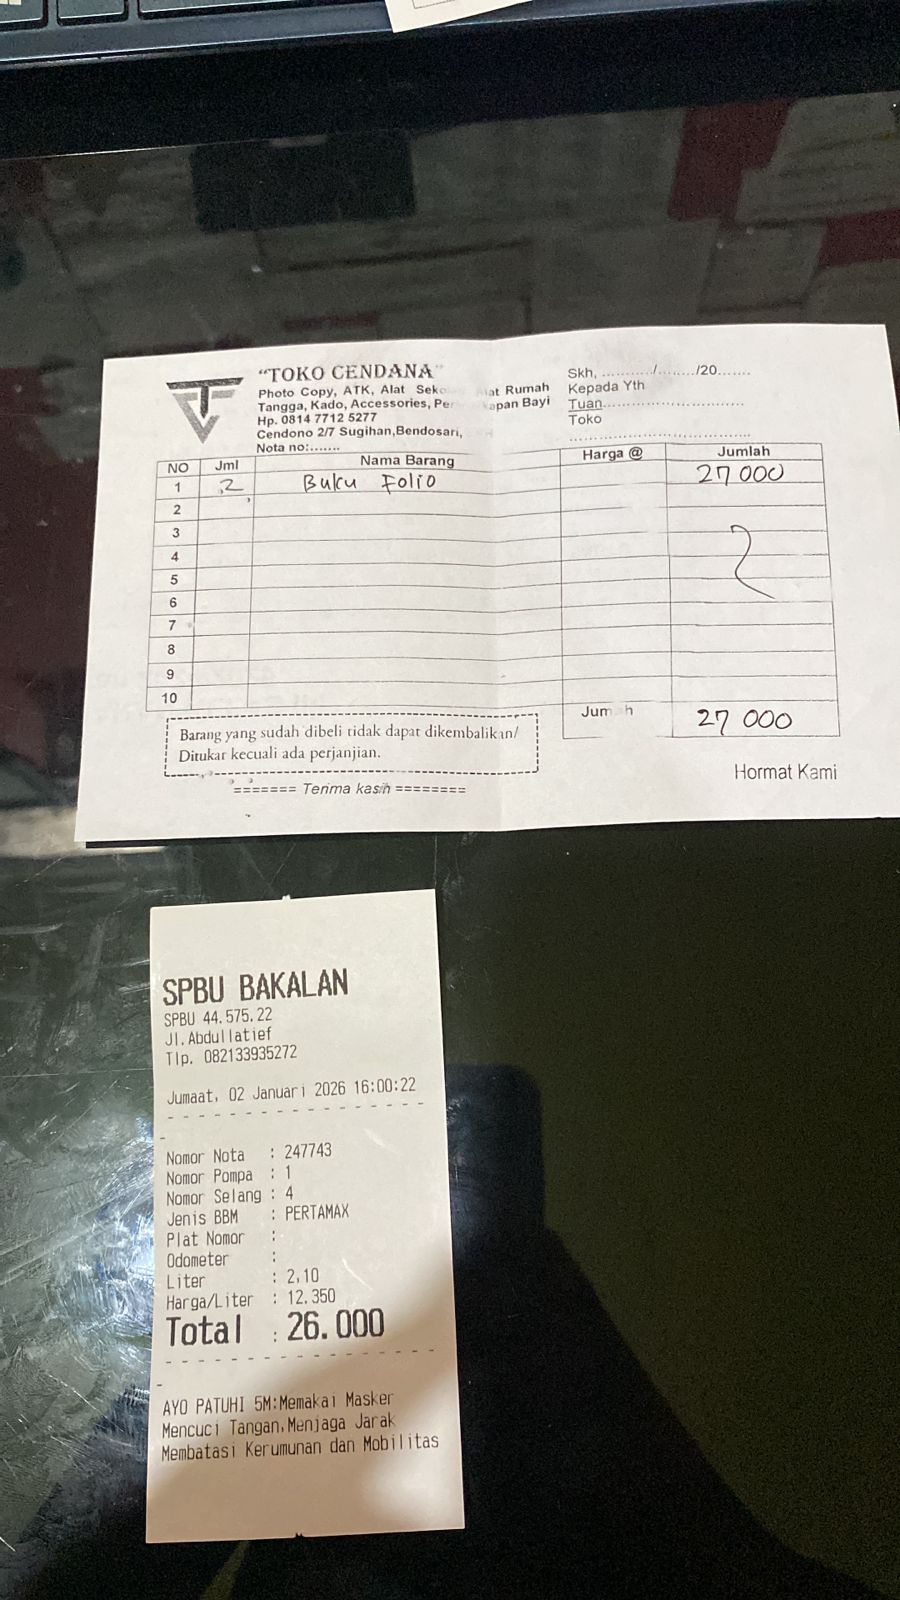 "TOKO CENDANA"
Photo Copy, ATK, Alat Rumah
Tangga, Kado, Accessories, Bayi
Hp. 0814 7712 5277
Cendono 2/7 Sugihan,Bendosari,
Nota no:.......
Skh, .........../......../20.......
Kepada Yth
Tuan.................................
Toko
..........................................
NO Jml Nama Barang Harga @ Jumlah
1 2 Buku Folio 27 000
2
3
4
5
6
7
8
9
10
27 000
Barang yang sudah dibeli tidak dapat dikembalikan/
Ditukar kecuali ada perjanjian.
======= Terima kasih ========
Hormat Kami
SPBU BAKALAN
SPBU 44.575.22
Jl.Abdullatief
Tlp. 082133935272
Jumaat, 02 Januari 2026 16:00:22
- - - - - - - - - - - - - - - - -
-
Nomor Nota : 247743
Nomor Pompa : 1
Nomor Selang : 4
Jenis BBM : PERTAMAX
Plat Nomor :
Odometer :
Liter : 2,10
Harga/Liter : 12.350
Total : 26.000
- - - - - - - - - - - - - - - - -
-
AYO PATUHI 5M:Memakai Masker
Mencuci Tangan,Menjaga Jarak
Membatasi Kerumunan dan Mobilitas